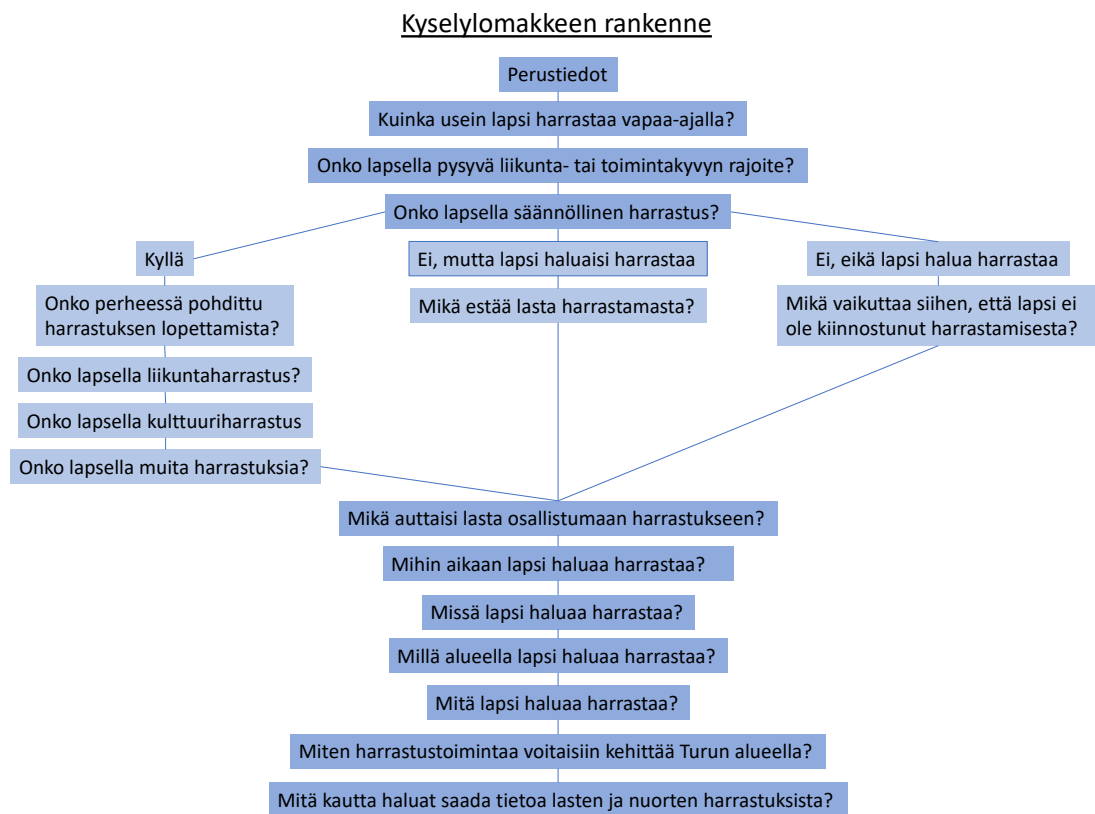 Kyselylomakkeen rankenne
Perustiedot
Kuinka usein lapsi harrastaa vapaa-ajalla?
Onko lapsella pysyvä liikunta- tai toimintakyvyn rajoite?
Onko lapsella säännöllinen harrastus?
Kyllä
Ei, mutta lapsi haluaisi harrastaa
Ei, eikä lapsi halua harrastaa
Onko perheessä pohdittu
harrastuksen lopettamista?
Mikä estää lasta harrastamasta?
Mikä vaikuttaa siihen, että lapsi ei
ole kiinnostunut harrastamisesta?
Onko lapsella liikuntaharrastus?
Onko lapsella kulttuuriharrastus
Onko lapsella muita harrastuksia?
Mikä auttaisi lasta osallistumaan harrastukseen?
Mihin aikaan lapsi haluaa harrastaa?
Missä lapsi haluaa harrastaa?
Millä alueella lapsi haluaa harrastaa?
Mitä lapsi haluaa harrastaa?
Miten harrastustoimintaa voitaisiin kehittää Turun alueella?
Mitä kautta haluat saada tietoa lasten ja nuorten harrastuksista?